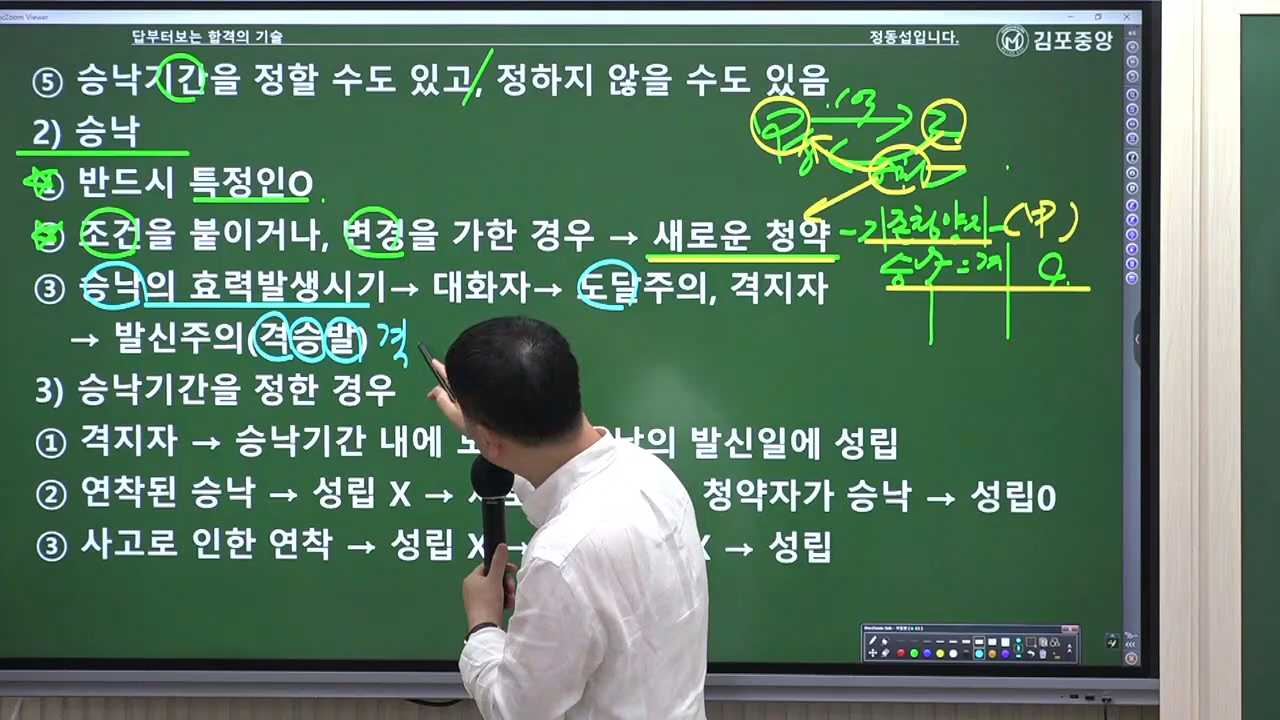 답부터보는 합격의 기술
정동섭입니다.
김포중앙
⑤ 승낙기간을 정할 수도 있고, 정하지 않을 수도 있음
2) 승낙
① 반드시 특정인O
② 조건을 붙이거나, 변경을 가한 경우 → 새로운 청약
- 기존청약자 - (甲)
③ 승낙의 효력발생시기→ 대화자→ 도달주의, 격지자
→ 발신주의(격승발) 격
3) 승낙기간을 정한 경우
① 격지자 → 승낙기간 내에 의 발신일에 성립
② 연착된 승낙 → 성립 X → 청약자가 승낙 → 성립0
③ 사고로 인한 연착 → 성립 X → X → 성립